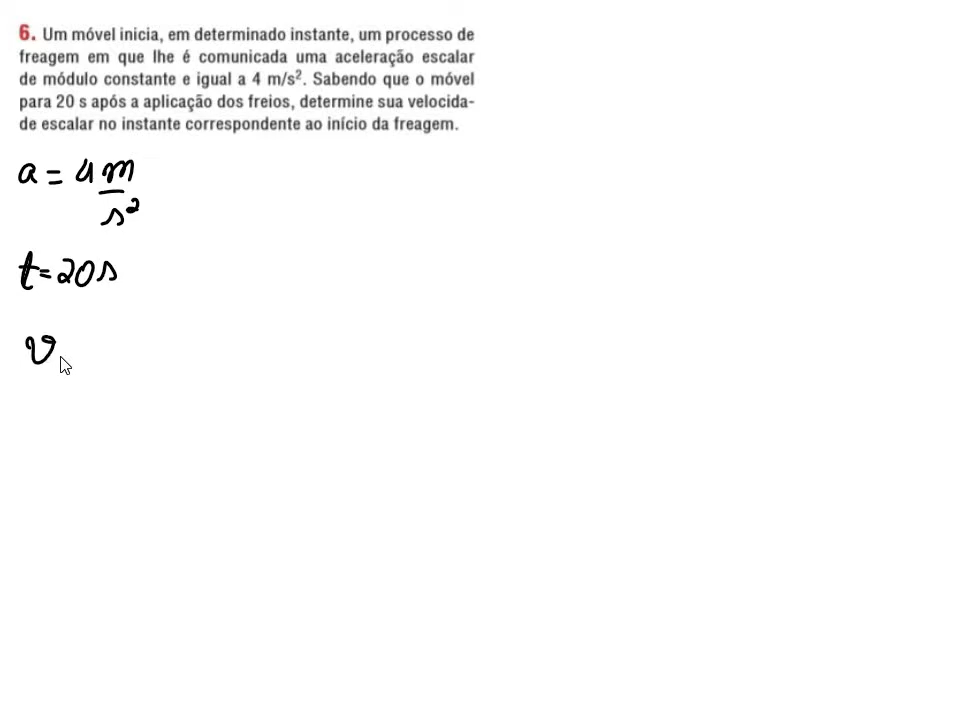 6. Um móvel inicia, em determinado instante, um processo de
freagem em que lhe é comunicada uma aceleração escalar
de módulo constante e igual a 4 m/s². Sabendo que o móvel
para 20 s após a aplicação dos freios, determine sua velocida-
de escalar no instante correspondente ao início da freagem.
a = 4 m
s²
t = 20 s
v